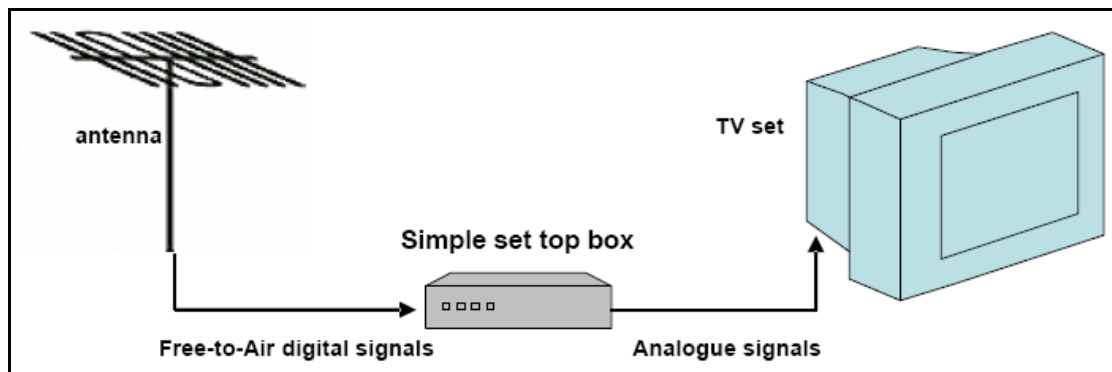 antenna
TV set
Simple set top box
Free-to-Air digital signals
Analogue signals